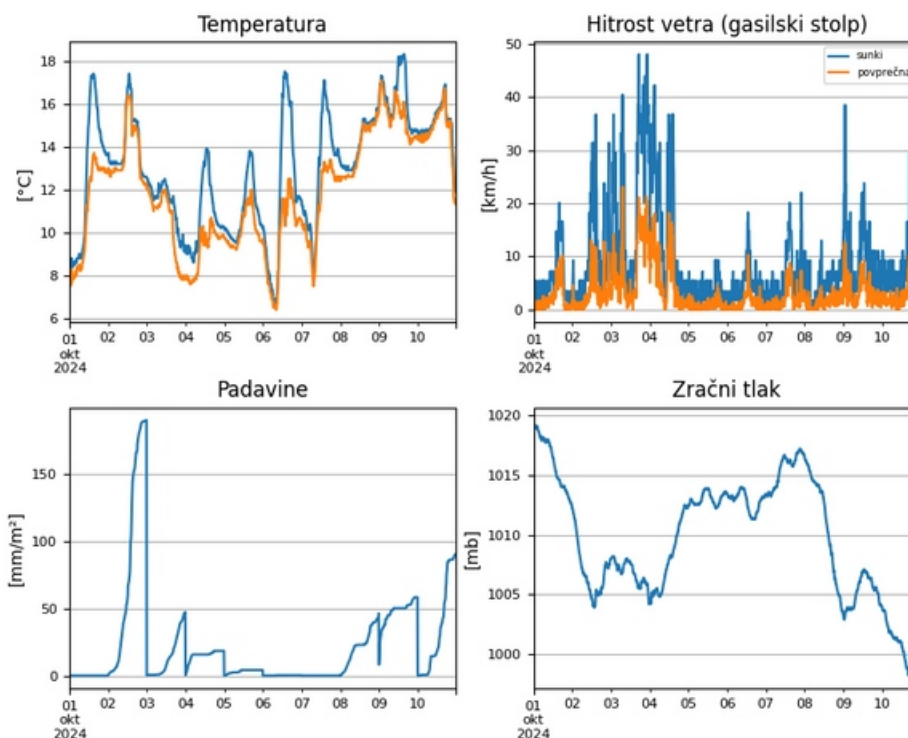 Temperatura
[°C]
18
16
14
12
10
8
6
01 02 03 04 05 06 07 08 09 10
okt
2024
Hitrost vetra (gasilski stolp)
[km/h]
50
40
30
20
10
0
sunki
povprečna
01 02 03 04 05 06 07 08 09 10
okt
2024
Padavine
[mm/m²]
150
100
50
0
01 02 03 04 05 06 07 08 09 10
okt
2024
Zračni tlak
[mb]
1020
1015
1010
1005
1000
01 02 03 04 05 06 07 08 09 10
okt
2024